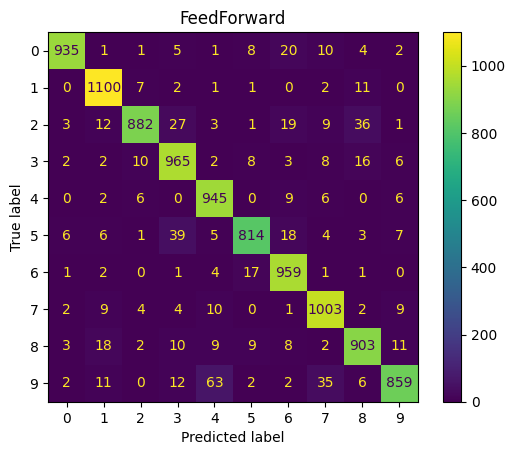 FeedForward
0 935 1 1 5 1 8 20 10 4 2
1 0 1100 7 2 1 1 0 2 11 0
2 3 12 882 27 3 1 19 9 36 1
3 2 2 10 965 2 8 3 8 16 6
4 0 2 6 0 945 0 9 6 0 6
5 6 6 1 39 5 814 18 4 3 7
6 1 2 0 1 4 17 959 1 1 0
7 2 9 4 4 10 0 1 1003 2 9
8 3 18 2 10 9 9 8 2 903 11
9 2 11 0 12 63 2 2 35 6 859
0 1 2 3 4 5 6 7 8 9
Predicted label
True label
1000
800
600
400
200
0